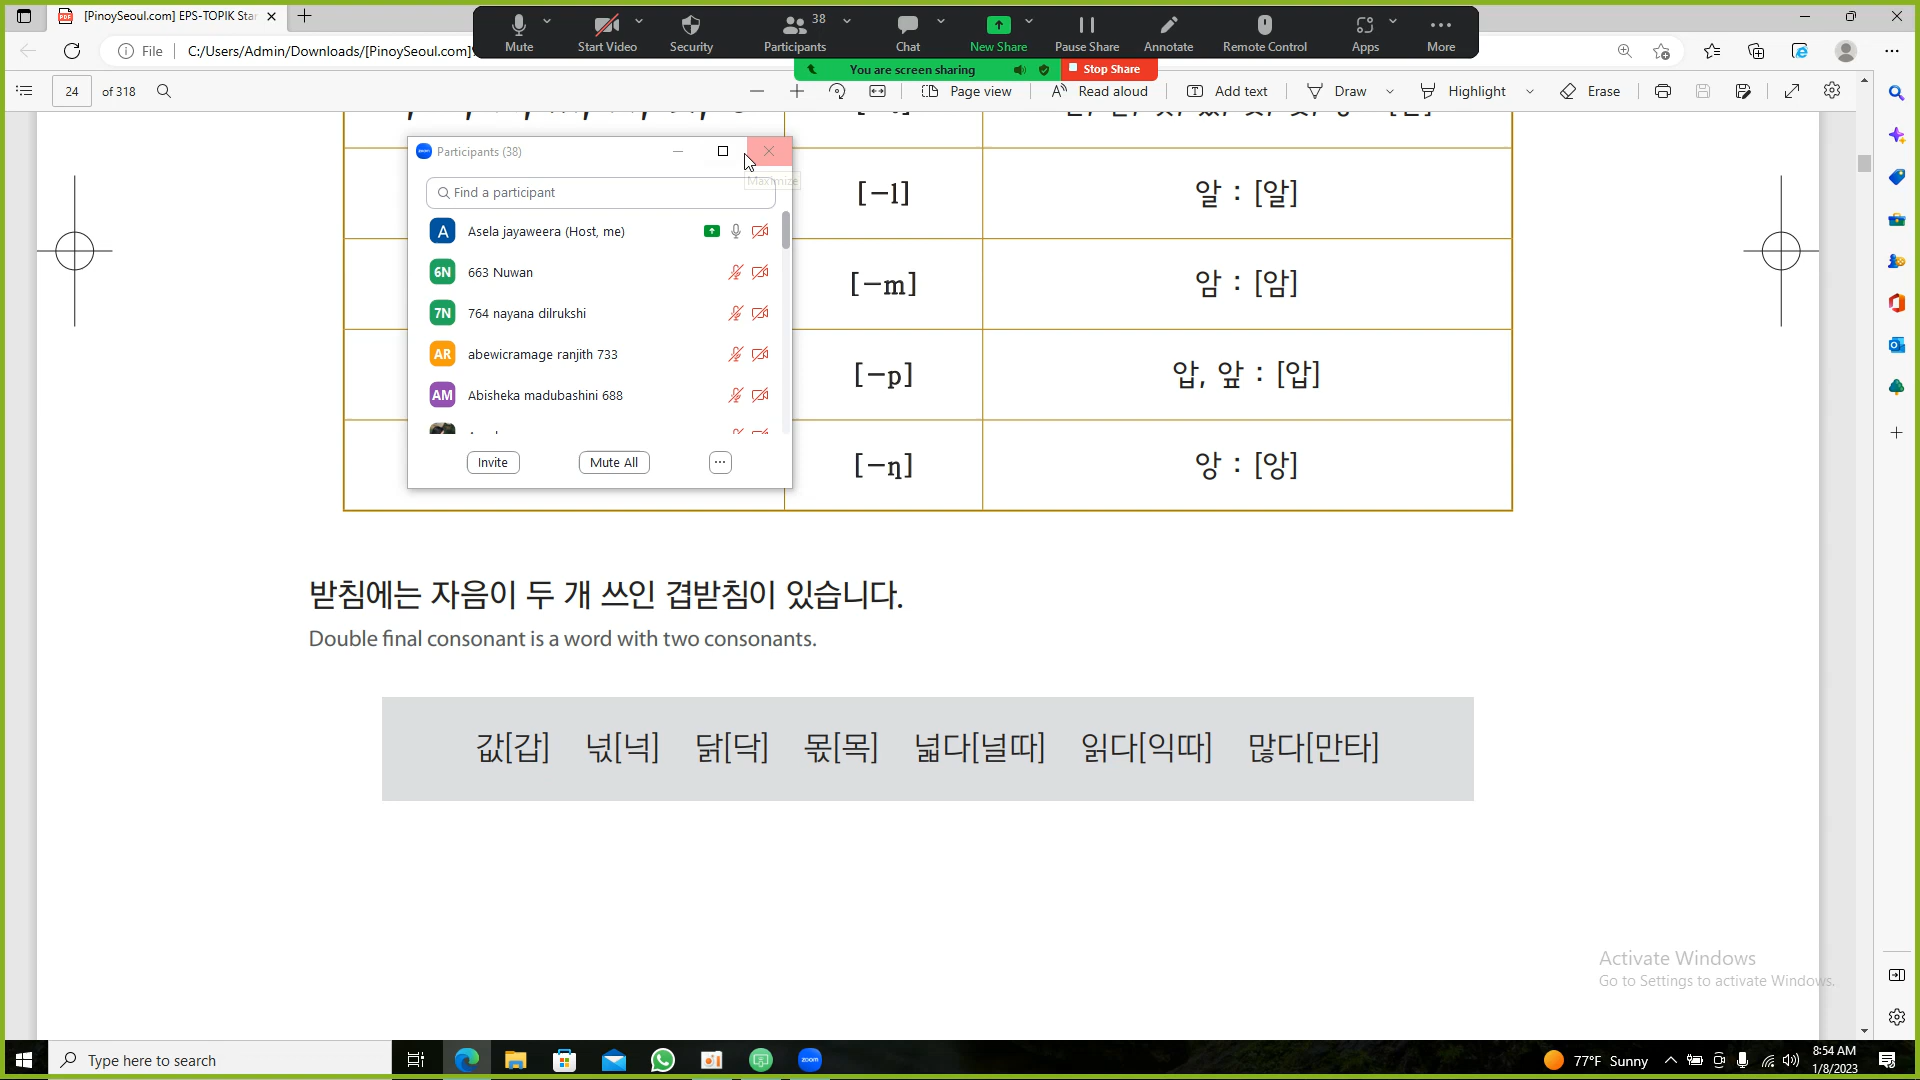 [PinoySeoul.com] EPS-TOPIK Sta
Mute
Start Video
Security
38
Participants
Chat
New Share
Pause Share
Annotate
Remote Control
Apps
More
File
C:/Users/Admin/Downloads/[PinoySeoul.com]
You are screen sharing
Stop Share
24
of 318
Page view
Read aloud
Add text
Draw
Highlight
Erase
Participants (38)
Maximize
Find a participant
A Asela jayaweera (Host, me)
6N 663 Nuwan
7N 764 nayana dilrukshi
AR abewicramage ranjith 733
AM Abisheka madubashini 688
Invite
Mute All
[-l] 알 : [알]
[-m] 암 : [암]
[-p] 압, 앞 : [압]
[-ŋ] 앙 : [앙]
받침에는 자음이 두 개 쓰인 겹받침이 있습니다.
Double final consonant is a word with two consonants.
값[갑] 넋[넉] 닭[닥] 몫[목] 넓다[널따] 읽다[익따] 많다[만타]
Activate Windows
Go to Settings to activate Windows.
Type here to search
zoom
77°F Sunny
8:54 AM
1/8/2023